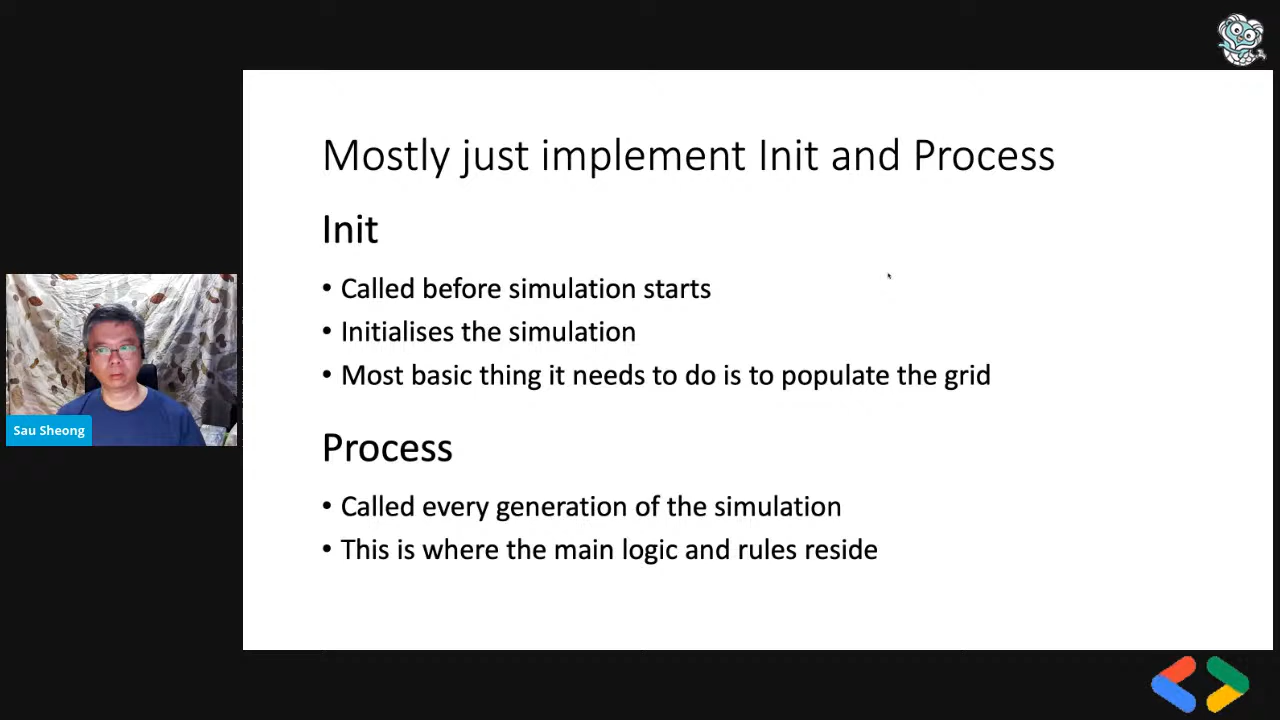 Mostly just implement Init and Process
Init
• Called before simulation starts
• Initialises the simulation
• Most basic thing it needs to do is to populate the grid
Process
• Called every generation of the simulation
• This is where the main logic and rules reside
Sau Sheong